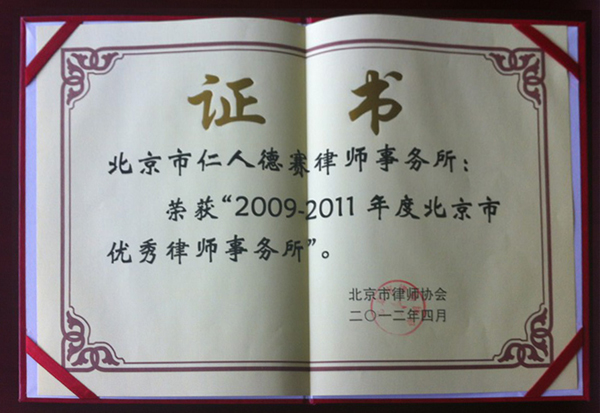 证 书
北京市仁人德赛律师事务所：
荣获“2009-2011年度北京市
优秀律师事务所”。
北京市律师协会
二〇一二年四月